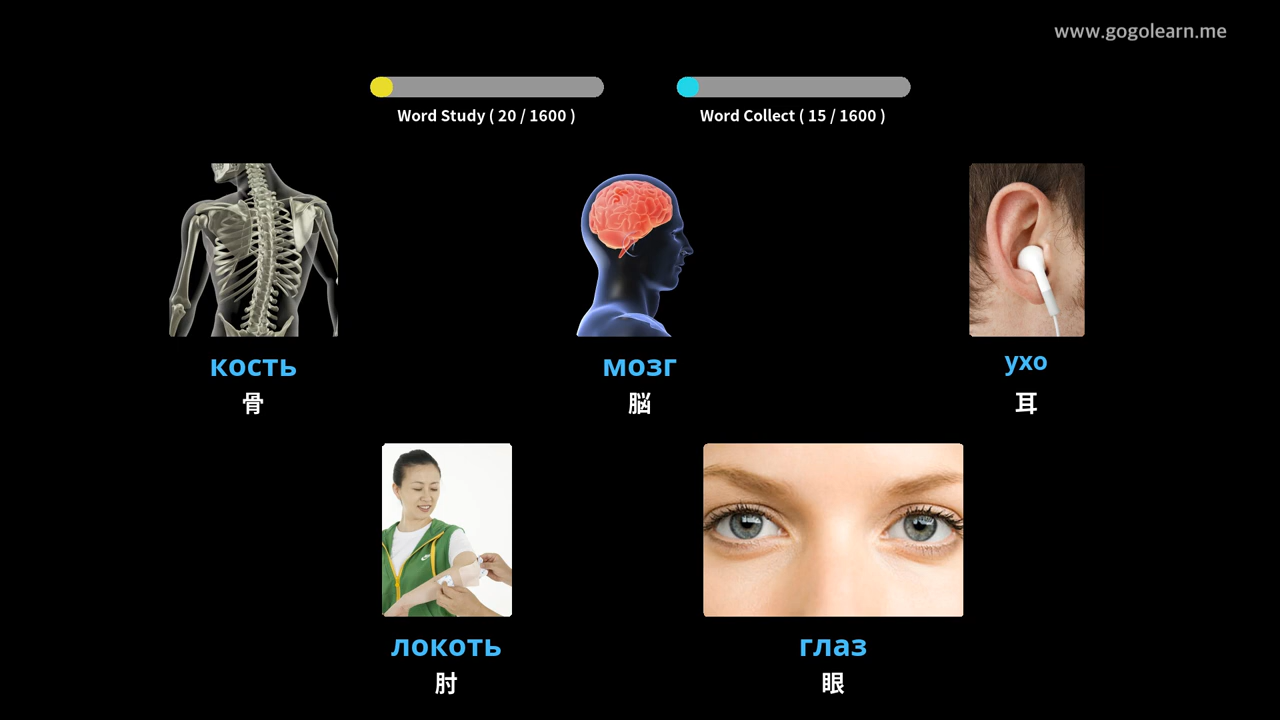 www.gogolearn.me
Word Study ( 20 / 1600 )
Word Collect ( 15 / 1600 )
кость
骨
мозг
脳
ухо
耳
локоть
肘
глаз
眼